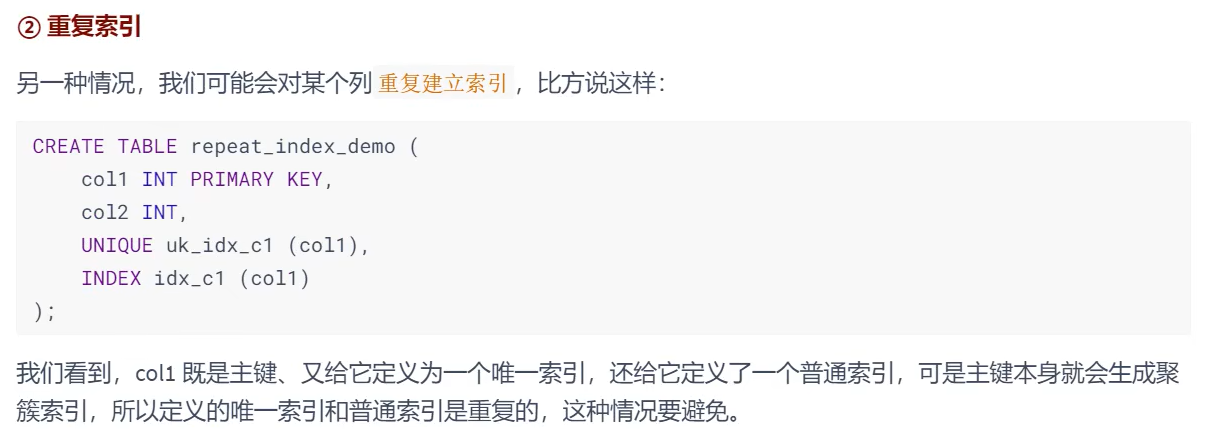 ② 重复索引
另一种情况，我们可能会对某个列 重复建立索引 ，比方说这样：
CREATE TABLE repeat_index_demo (
    col1 INT PRIMARY KEY,
    col2 INT,
    UNIQUE uk_idx_c1 (col1),
    INDEX idx_c1 (col1)
);
我们看到，col1 既是主键、又给它定义为一个唯一索引，还给它定义了一个普通索引，可是主键本身就会生成聚
簇索引，所以定义的唯一索引和普通索引是重复的，这种情况要避免。